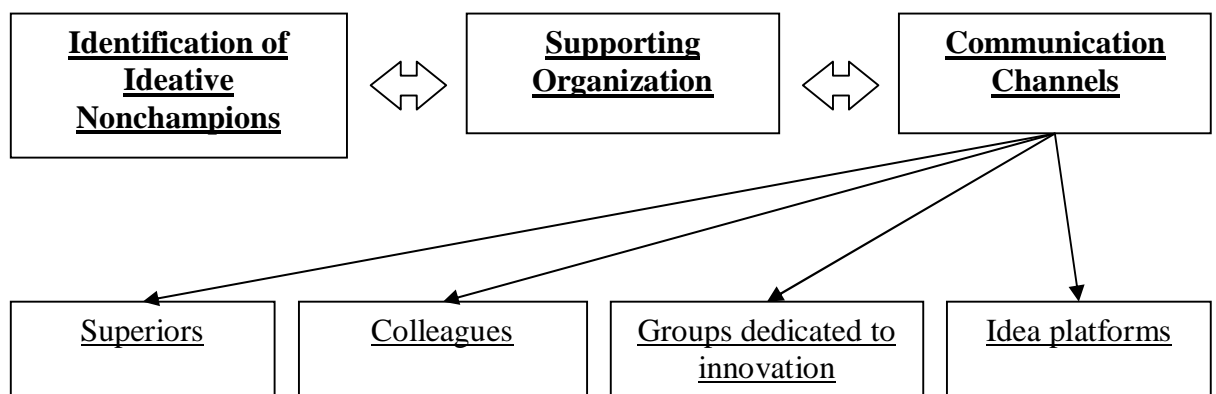 Identification of
Ideative
Nonchampions
Supporting
Organization
Communication
Channels
Superiors
Colleagues
Groups dedicated to
innovation
Idea platforms